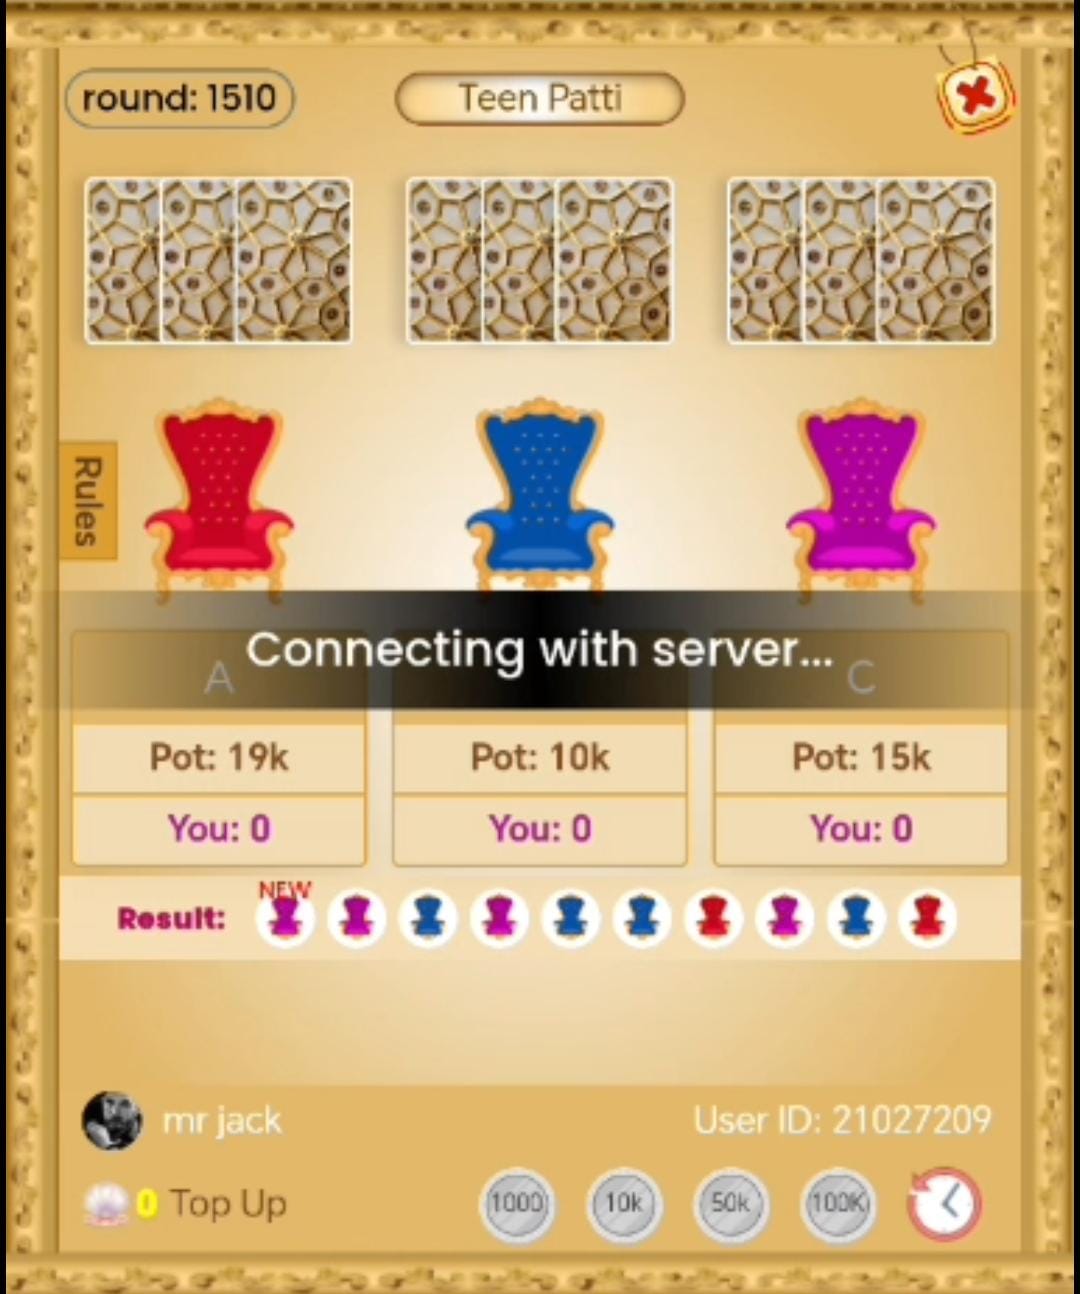 round: 1510
Teen Patti
Rules
Connecting with server...
A
C
Pot: 19k
Pot: 10k
Pot: 15k
You: 0
You: 0
You: 0
NEW
Result:
mr jack
User ID: 21027209
0 Top Up
1000
10k
50k
100K